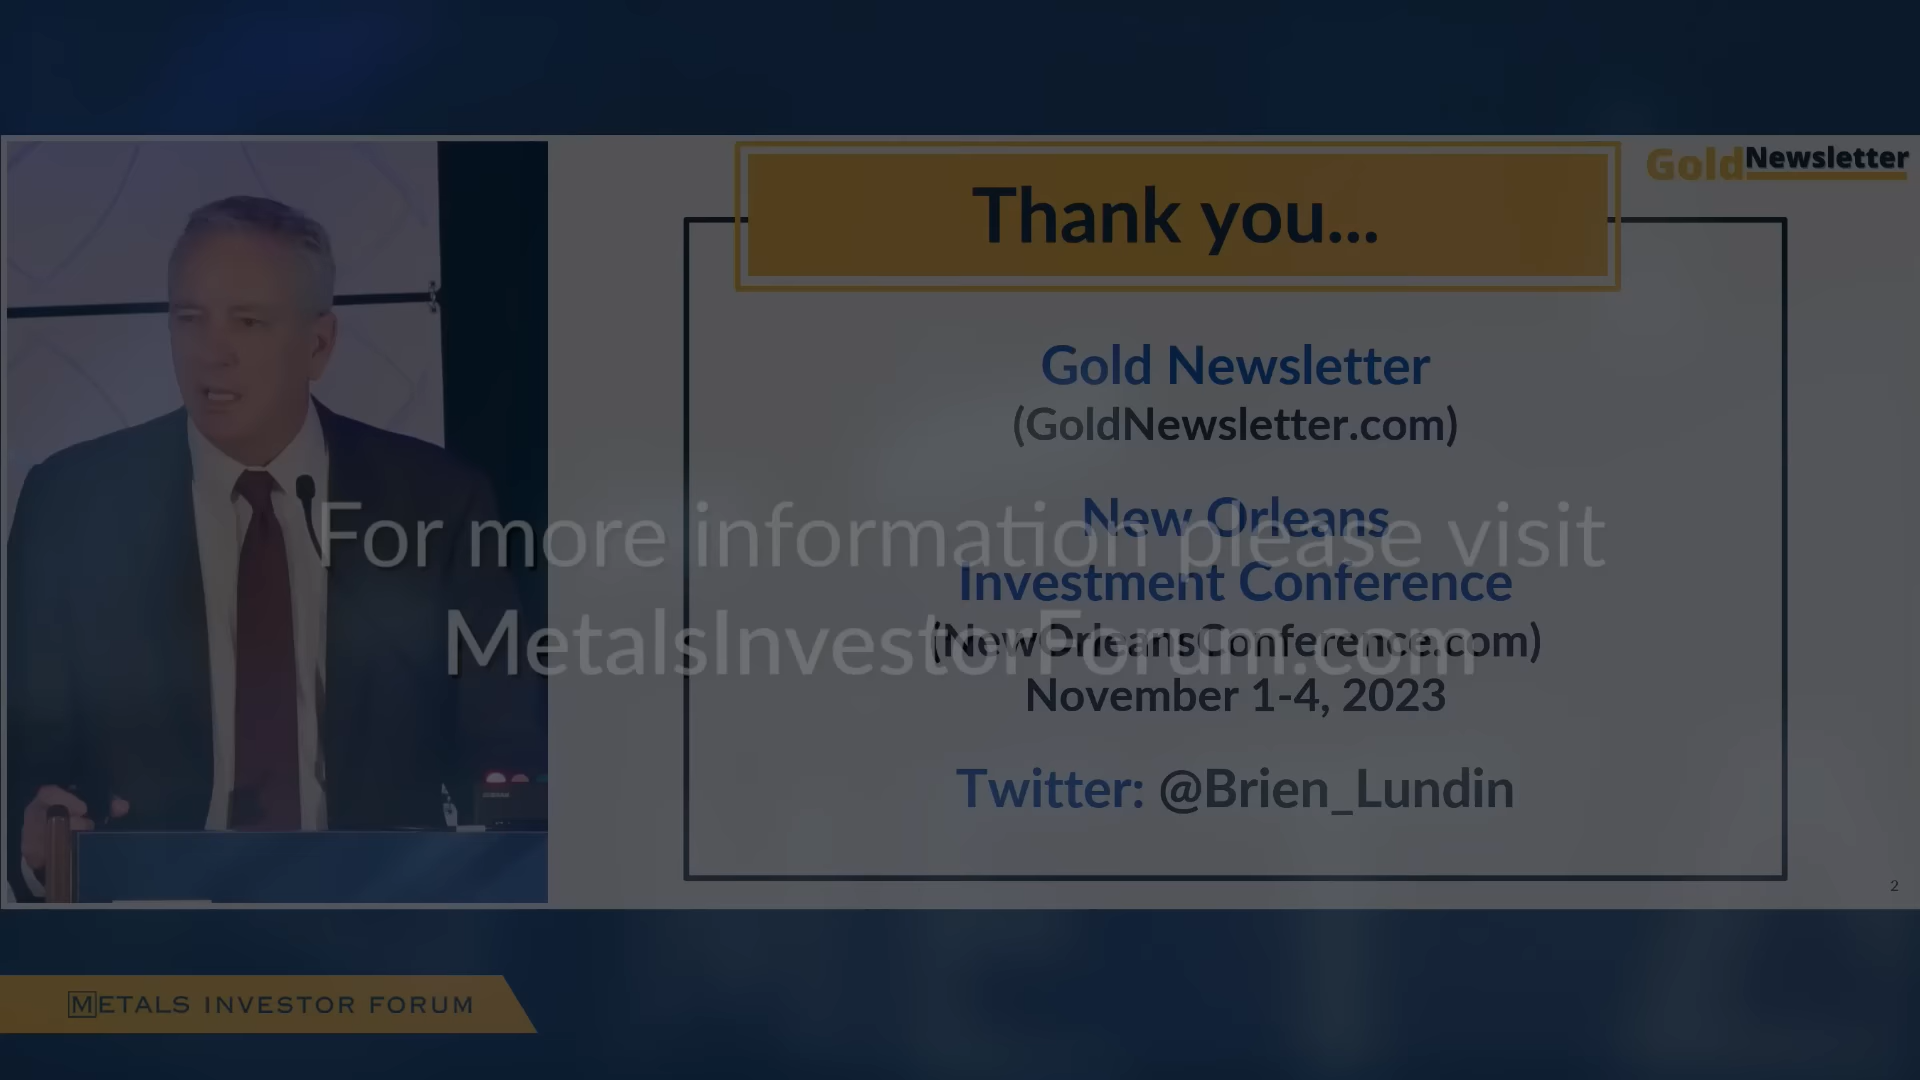 GoldNewsletter
Thank you...
Gold Newsletter
(GoldNewsletter.com)
New Orleans
Investment Conference
(NewOrleansConference.com)
November 1-4, 2023
Twitter: @Brien_Lundin
2
For more information please visit
MetalsInvestorForum.com
METALS INVESTOR FORUM